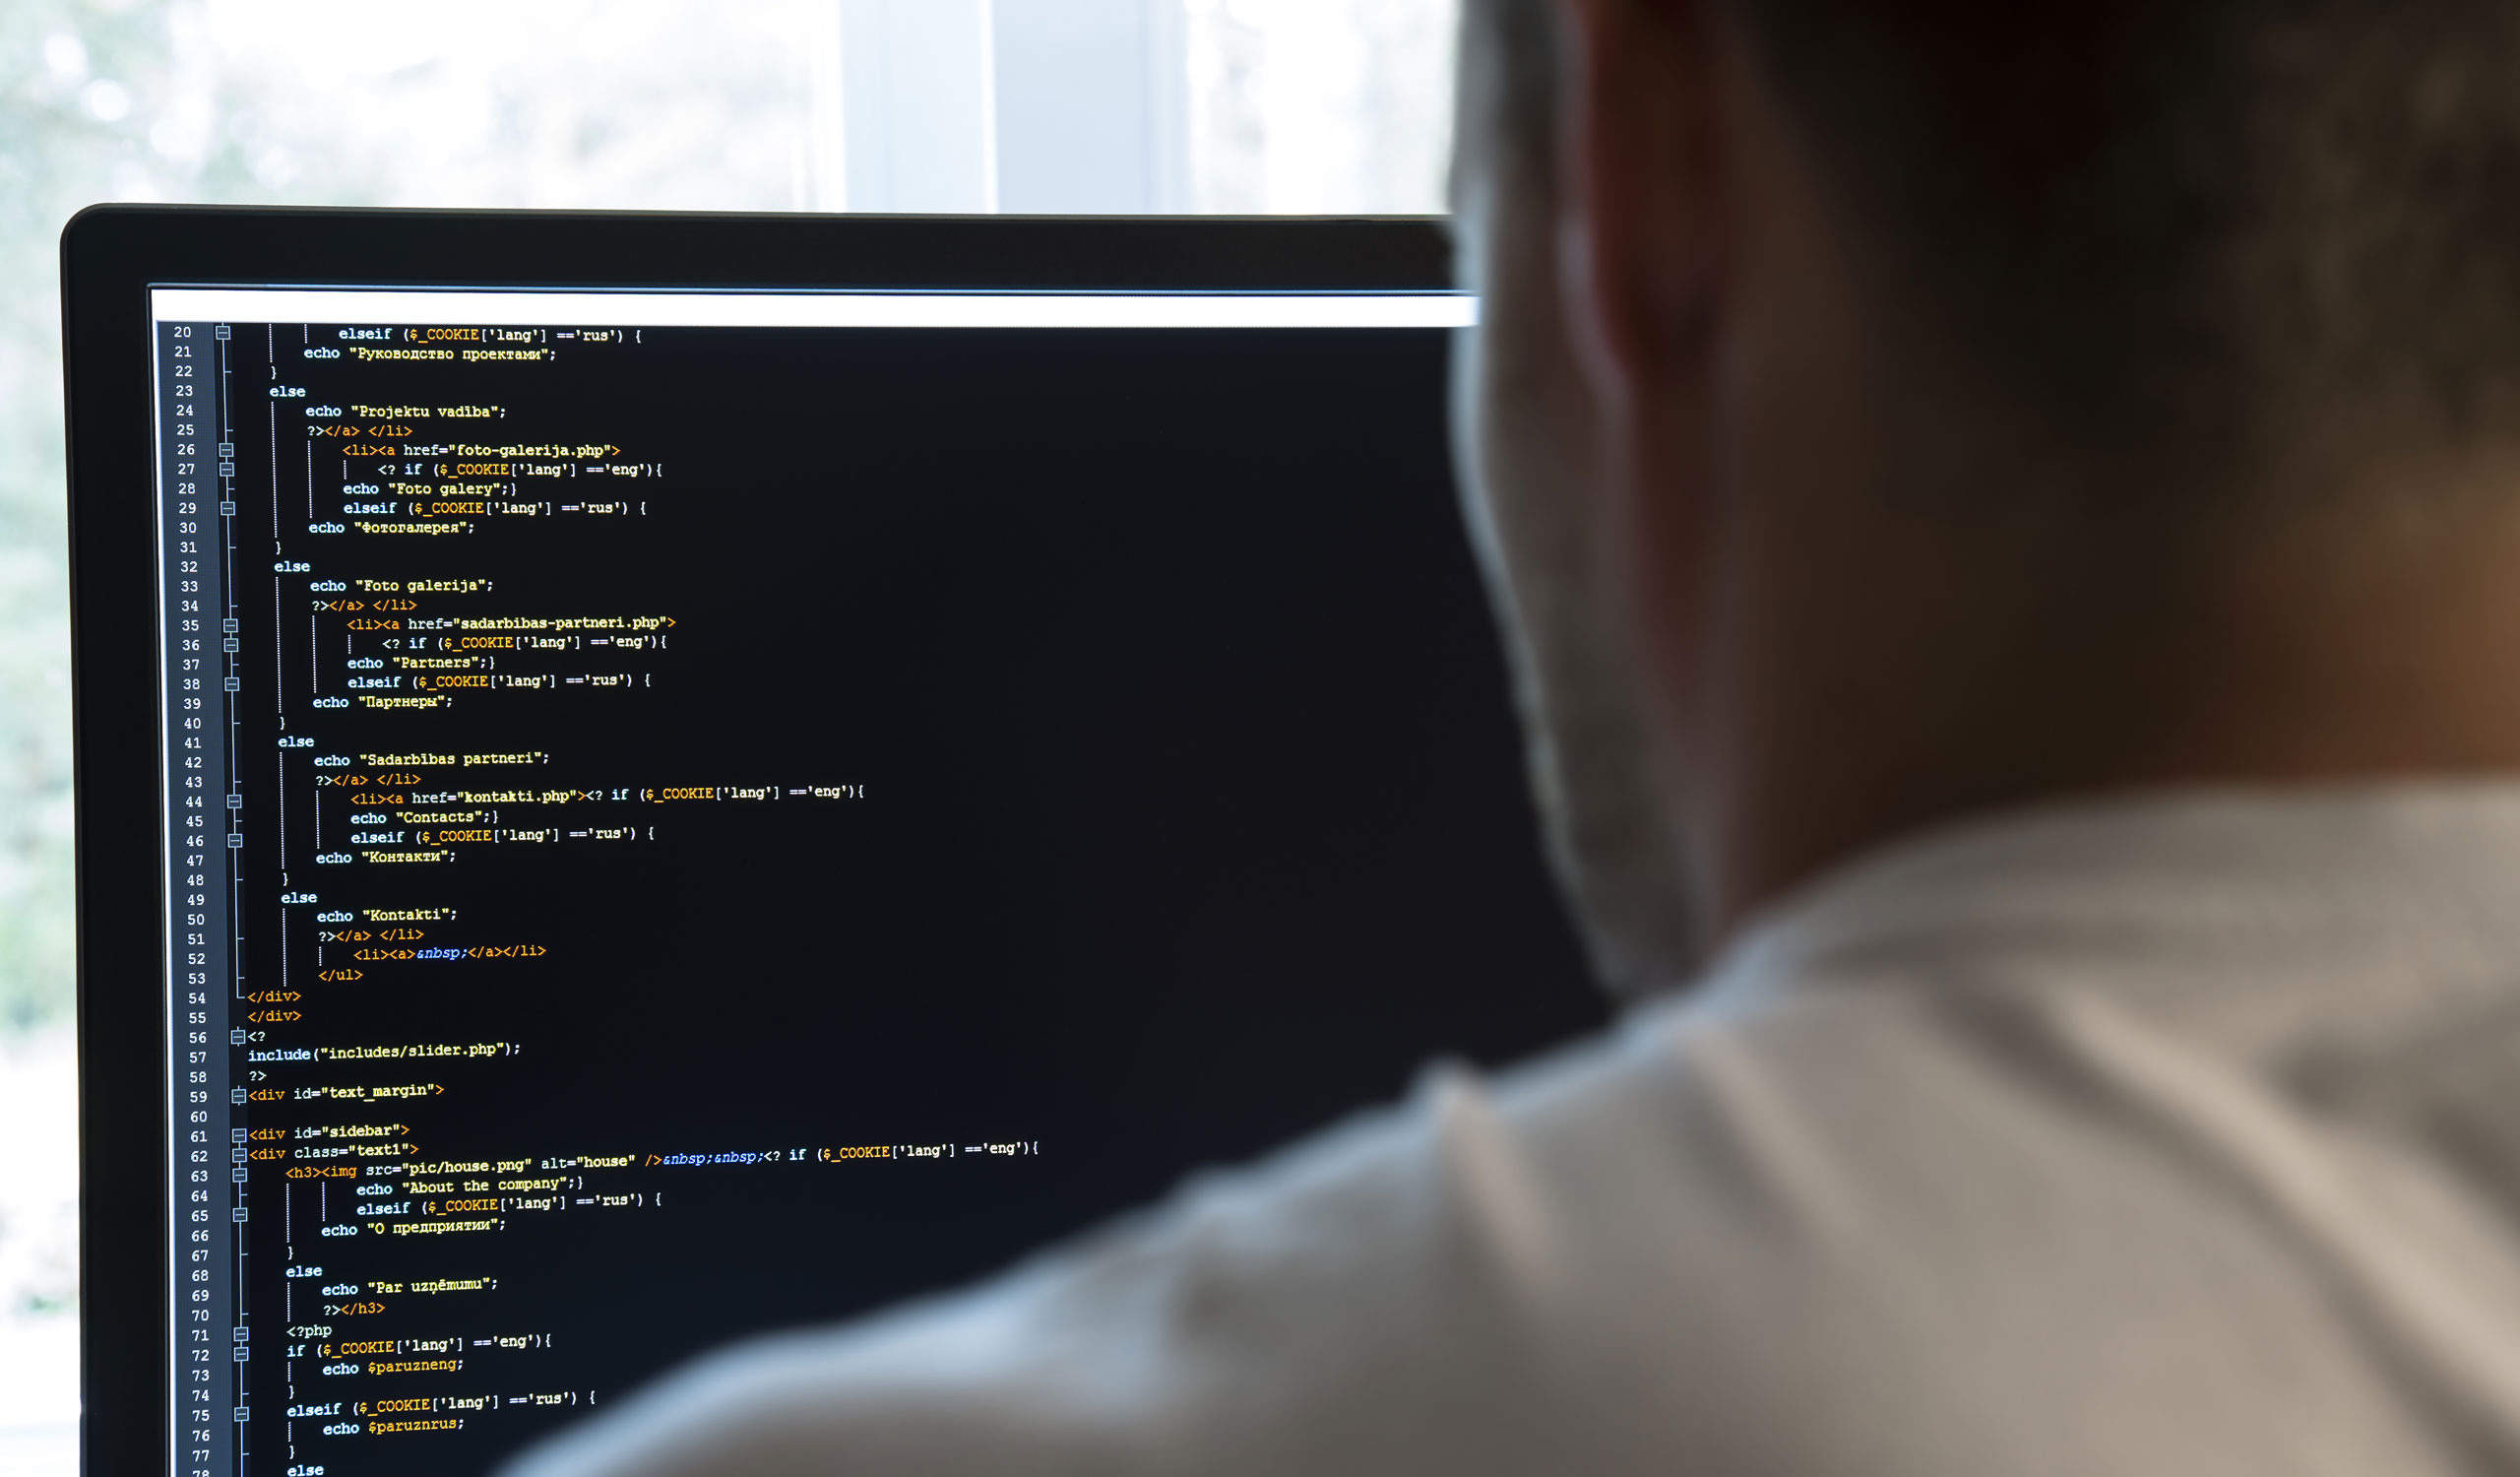 20 elseif ($_COOKIE['lang'] =='rus') {
21 echo "Руководство проектами";
22 }
23 else
24 echo "Projektu vadība";
25 ?></a> </li>
26 <li><a href="foto-galerija.php">
27 <? if ($_COOKIE['lang'] =='eng'){
28 echo "Foto galery";}
29 elseif ($_COOKIE['lang'] =='rus') {
30 echo "Фотогалерея";
31 }
32 else
33 echo "Foto galerija";
34 ?></a> </li>
35 <li><a href="sadarbibas-partneri.php">
36 <? if ($_COOKIE['lang'] =='eng'){
37 echo "Partners";}
38 elseif ($_COOKIE['lang'] =='rus') {
39 echo "Партнеры";
40 }
41 else
42 echo "Sadarbības partneri";
43 ?></a> </li>
44 <li><a href="kontakti.php"><? if ($_COOKIE['lang'] =='eng'){
45 echo "Contacts";}
46 elseif ($_COOKIE['lang'] =='rus') {
47 echo "Контакти";
48 }
49 else
50 echo "Kontakti";
51 ?></a> </li>
52 <li><a>&nbsp;</a></li>
53 </ul>
54 </div>
55 </div>
56 <?
57 include("includes/slider.php");
58 ?>
59 <div id="text_margin">
60
61 <div id="sidebar">
62 <div class="text1">
63 <h3><img src="pic/house.png" alt="house" />&nbsp;&nbsp;<? if ($_COOKIE['lang'] =='eng'){
64 echo "About the company";}
65 elseif ($_COOKIE['lang'] =='rus') {
66 echo "О предприятии";
67 }
68 else
69 echo "Par uzņēmumu";
70 ?></h3>
71 <?php
72 if ($_COOKIE['lang'] =='eng'){
73 echo $paruzneng;
74 }
75 elseif ($_COOKIE['lang'] =='rus') {
76 echo $paruznrus;
77 }
78 else